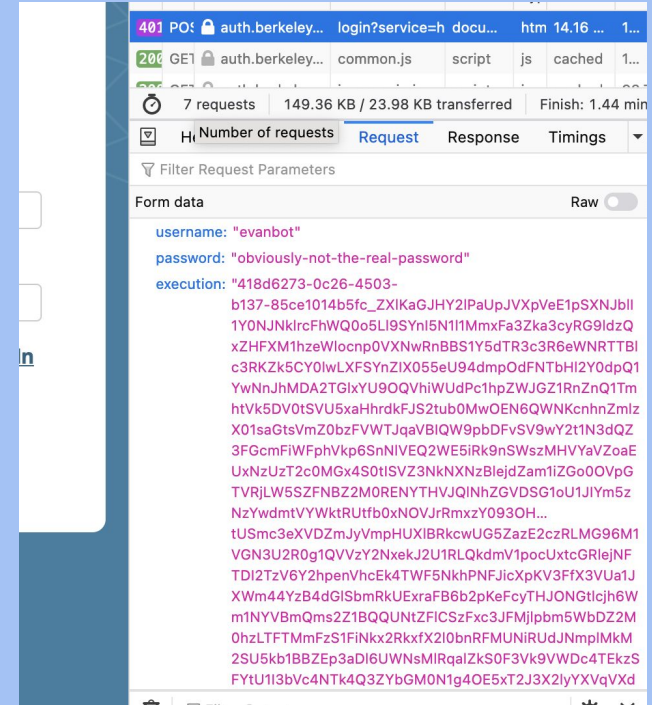 401 POS auth.berkeley... login?service=h docu... htm 14.16 ... 1...
200 GET auth.berkeley... common.js script js cached 1...
7 requests 149.36 KB / 23.98 KB transferred Finish: 1.44 min
Number of requests Request Response Timings
Filter Request Parameters
Form data Raw
username: "evanbot"
password: "obviously-not-the-real-password"
execution: "418d6273-0c26-4503-
b137-85ce1014b5fc_ZXlKaGJHY2lPaUpJVXpVeE1pSXNJbll
1Y0NJNklrcFhWQ0o5Ll9SYnl5N1l1MmxFa3Zka3cyRG9ldzQ
xZHFXM1hzeWlocnp0VXNwRnBBS1Y5dTR3c3R6eWNRTTBl
c3RKZk5CY0lwLXFSYnZlX055eU94dmpOdFNTbHl2Y0dpQ1
YwNnJhMDA2TGlxYU9OQVhiWUdPc1hpZWJGZ1RnZnQ1Tm
htVk5DV0tSVU5xaHhrdkFJS2tub0MwOEN6QWNKcnhnZmlz
X01saGtsVmZ0bzFVWTJqaVBIQW9pbDFvSV9wY2t1N3dQZ
3FGcmFiWFphVkp6SnNlVEQ2WE5iRk9nSWszMHVYaVZoaE
UxNzUzT2c0MGx4S0tlSVZ3NkNXNzBlejdZam1iZGo0OVpG
TVRjLW5SZFNBZ2M0RENYTHVJQlNhZGVDSG1oU1JlYm5z
NzYwdmtVYWktRUtfb0xNOVJrRmxzY093OH...
tUSmc3eXVDZmJyVmpHUXlBRkcwUG5ZazE2czRLMG96M1
VGN3U2R0g1QVVzY2NxekJ2U1RLQkdmV1pocUxtcGRlejNF
TDI2TzV6Y2hpenVhcEk4TWF5NkhPNFJicXpKV3FfX3VUa1J
XWm44YzB4dGlSbmRkUExraFB6b2pKeFcyTHJONGtlcjh6W
m1NYVBmQms2Z1BQQUNtZFlCSzFxc3JFMjlpbm5WbDZ2M
0hzLTFTMmFzS1FiNkx2RkxfX2l0bnRFMUNiRUdJNmplMkM
2SU5kb1BBZEp3aDl6UWNsMlRqalZkS0F3Vk9VWDc4TEkzS
FYtU1l3bVc4NTk4Q3ZYbGM0N1g4OE5xT2J3X2lyYXVqVXd